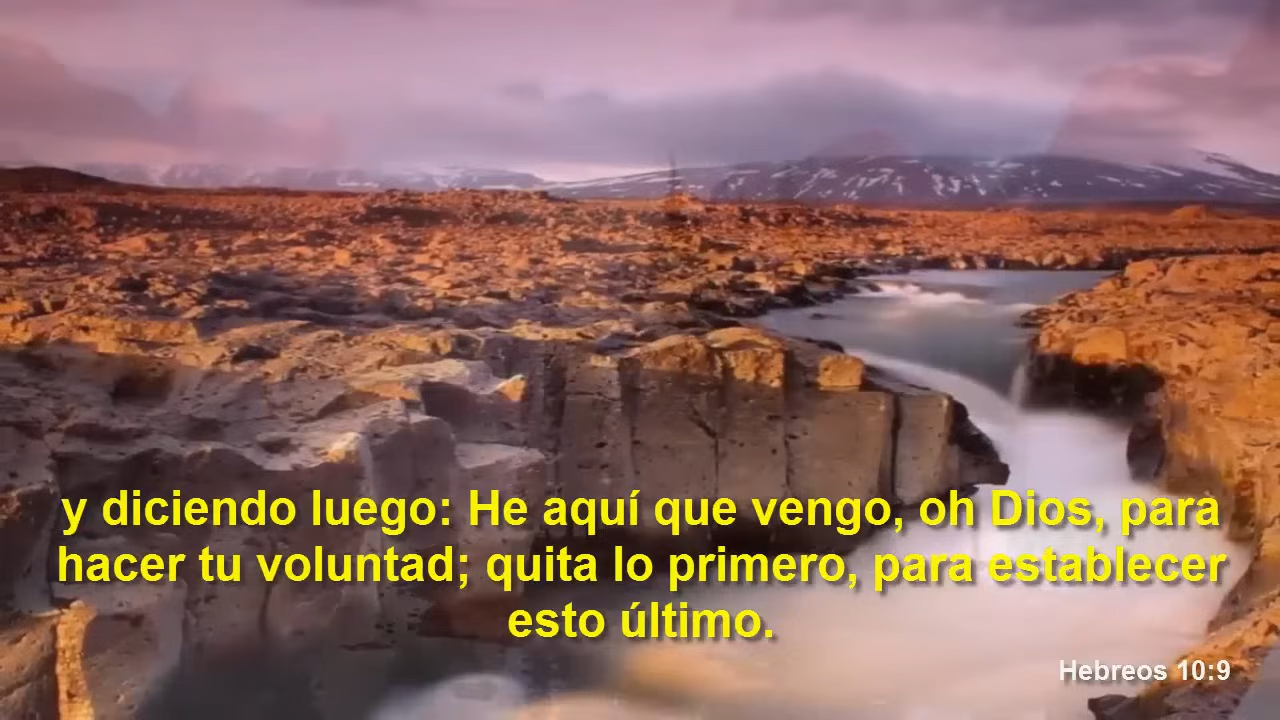 y diciendo luego: He aquí que vengo, oh Dios, para
hacer tu voluntad; quita lo primero, para establecer
esto último.
Hebreos 10:9